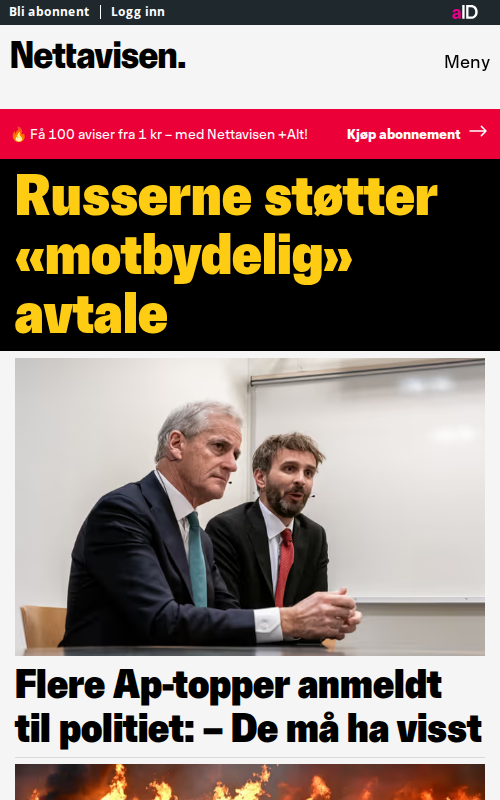 Bli abonnent
Logg inn
aID
Nettavisen.
Meny
🔥 Få 100 aviser fra 1 kr – med Nettavisen +Alt!
Kjøp abonnement →
Russerne støtter
«motbydelig»
avtale
Flere Ap-topper anmeldt
til politiet: – De må ha visst